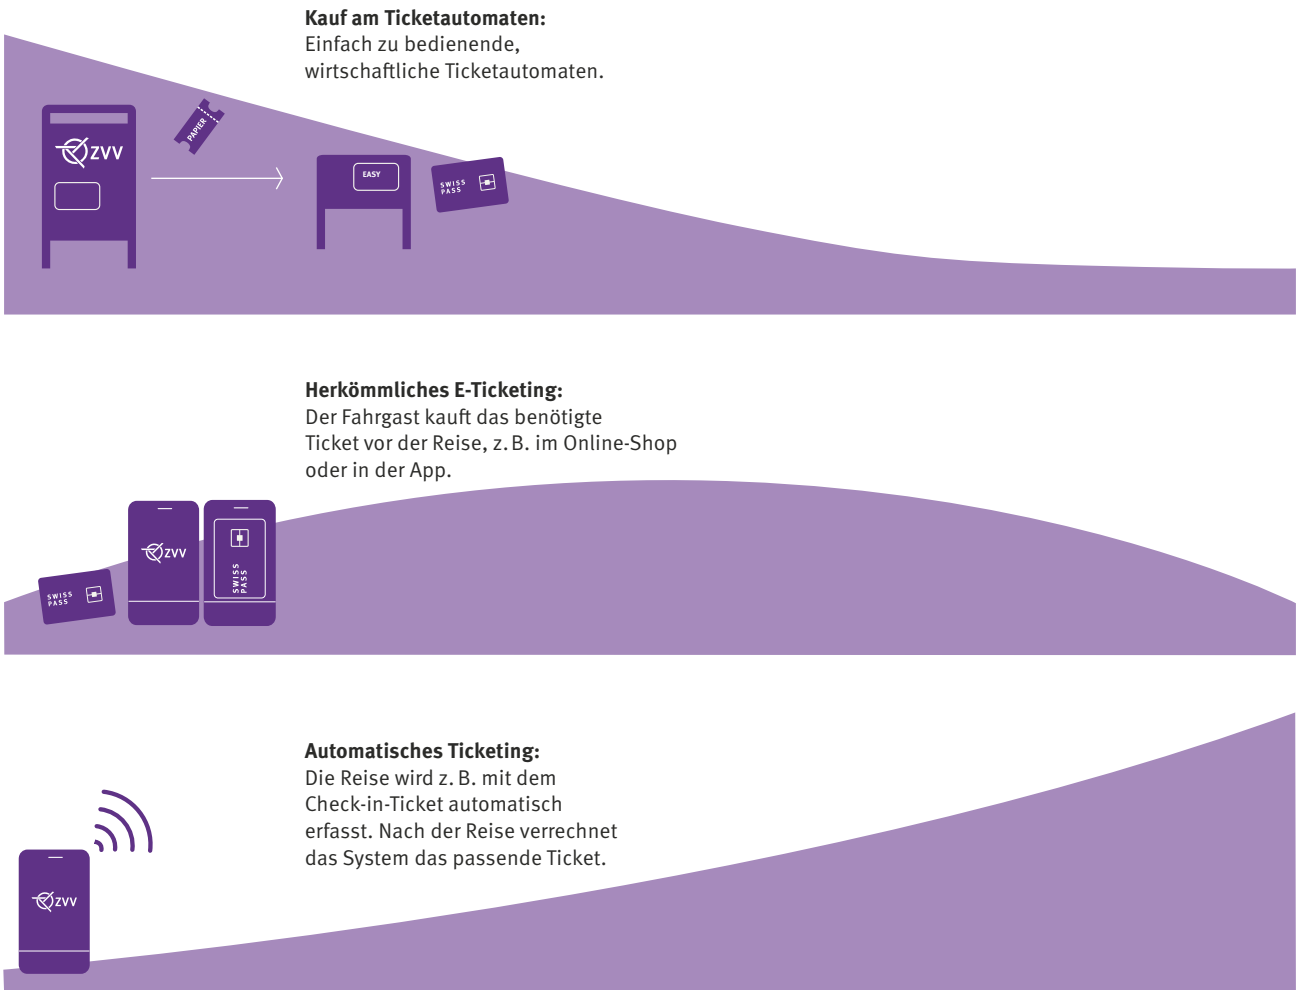 Kauf am Ticketautomaten:
Einfach zu bedienende,
wirtschaftliche Ticketautomaten.
PAPIER
ZVV
EASY
SWISS
PASS
Herkömmliches E-Ticketing:
Der Fahrgast kauft das benötigte
Ticket vor der Reise, z. B. im Online-Shop
oder in der App.
ZVV
SWISS
PASS
SWISS
PASS
Automatisches Ticketing:
Die Reise wird z. B. mit dem
Check-in-Ticket automatisch
erfasst. Nach der Reise verrechnet
das System das passende Ticket.
ZVV